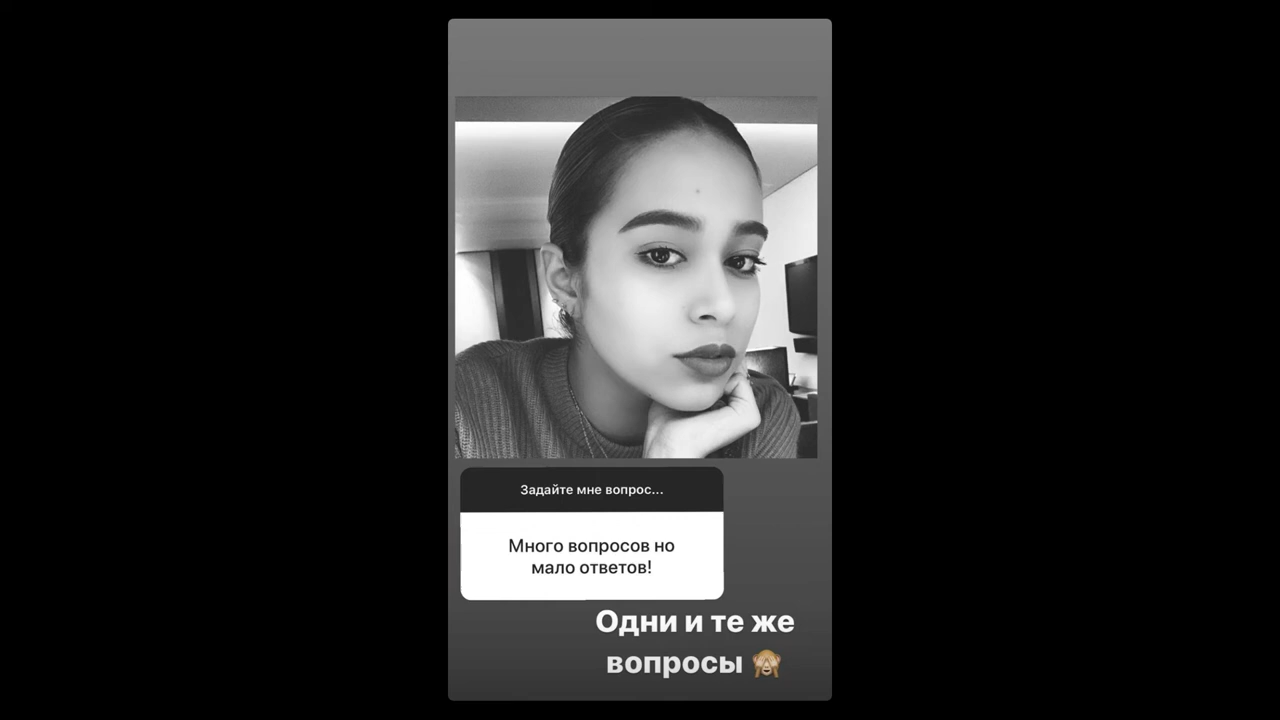 Задайте мне вопрос...
Много вопросов но
мало ответов!
Одни и те же
вопросы 🙈